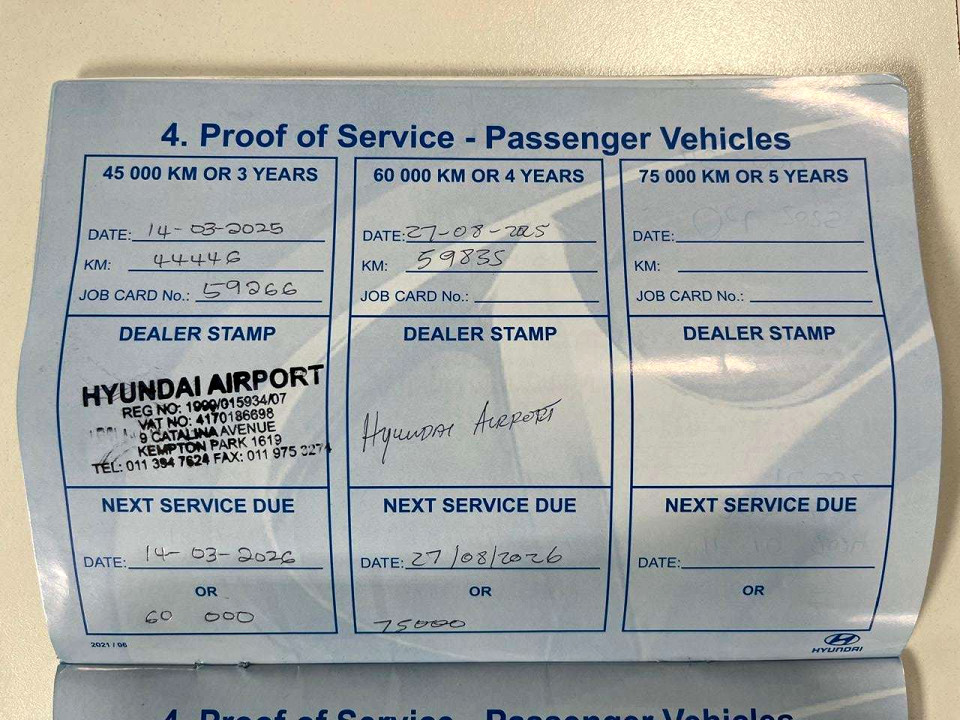 4. Proof of Service - Passenger Vehicles
45 000 KM OR 3 YEARS
DATE: 14-03-2025
KM: 44446
JOB CARD No.: 59266
DEALER STAMP
HYUNDAI AIRPORT
REG NO: 1999/015934/07
VAT NO: 4170186698
9 CATALINA AVENUE
KEMPTON PARK 1619
TEL: 011 394 7624 FAX: 011 975 3274
NEXT SERVICE DUE
DATE: 14-03-2026
OR
60 000
60 000 KM OR 4 YEARS
DATE: 27-08-2025
KM: 59835
JOB CARD No.:
DEALER STAMP
Hyundai Airport
NEXT SERVICE DUE
DATE: 27/08/2026
OR
75000
75 000 KM OR 5 YEARS
DATE:
KM:
JOB CARD No.:
DEALER STAMP
NEXT SERVICE DUE
DATE:
OR
2021 / 06
HYUNDAI
4. Proof of Service - Passenger Vehicles